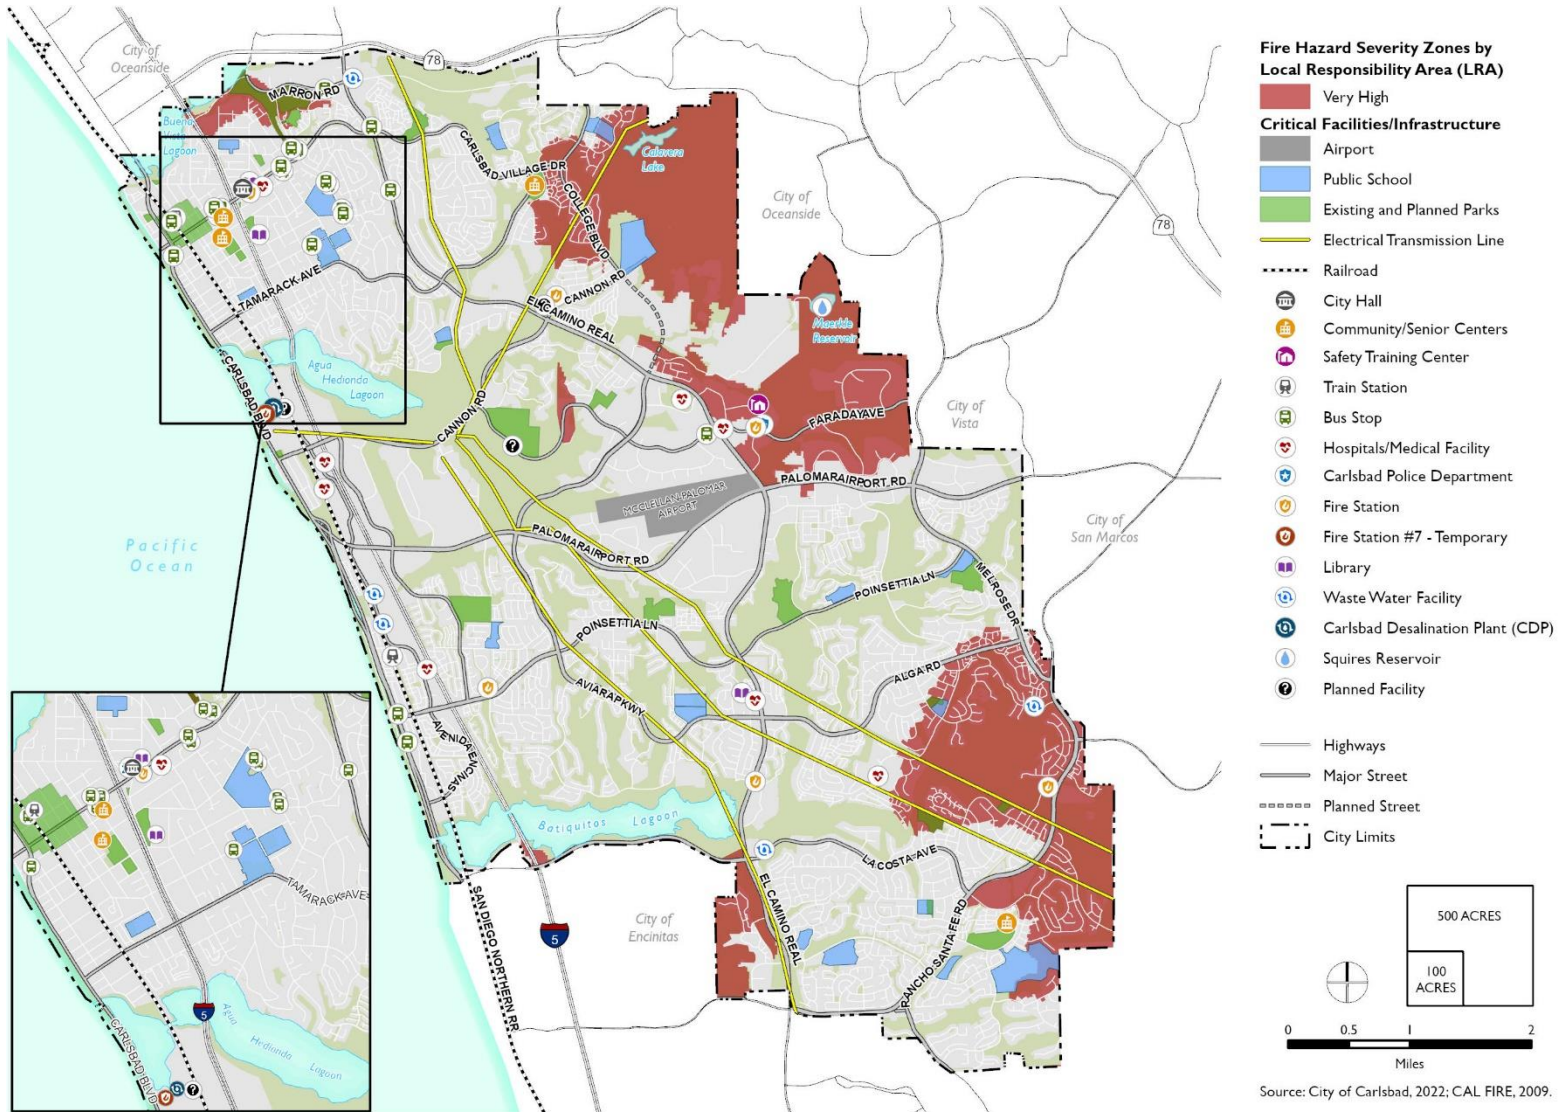 City of
Oceanside
78
MARRON RD
Buena
Vista
Lagoon
CARLSBAD VILLAGE DR
Calavera
Lake
COLLEGE BLVD
City of
Oceanside
78
TAMARACK AVE
CANNON RD
EL CAMINO REAL
Maerkle
Reservoir
Agua
Hedionda
Lagoon
CARLSBAD BLVD
CANNON RD
FARADAY AVE
City of
Vista
PALOMAR AIRPORT RD
MCCLELLAN-PALOMAR
AIRPORT
City of
San Marcos
Pacific
Ocean
PALOMAR AIRPORT RD
POINSETTIA LN
MELROSE DR
POINSETTIA LN
ALGA RD
AVIARA PKWY
AVENIDA ENCINAS
Batiquitos Lagoon
LA COSTA AVE
EL CAMINO REAL
RANCHO SANTA FE RD
SAN DIEGO NORTHERN RR
City of
Encinitas
5
TAMARACK AVE
5
Agua
Hedionda
Lagoon
CARLSBAD BLVD
Fire Hazard Severity Zones by
Local Responsibility Area (LRA)
Very High
Critical Facilities/Infrastructure
Airport
Public School
Existing and Planned Parks
Electrical Transmission Line
Railroad
City Hall
Community/Senior Centers
Safety Training Center
Train Station
Bus Stop
Hospitals/Medical Facility
Carlsbad Police Department
Fire Station
Fire Station #7 - Temporary
Library
Waste Water Facility
Carlsbad Desalination Plant (CDP)
Squires Reservoir
Planned Facility
Highways
Major Street
Planned Street
City Limits
500 ACRES
100
ACRES
0 0.5 1 2
Miles
Source: City of Carlsbad, 2022; CAL FIRE, 2009.